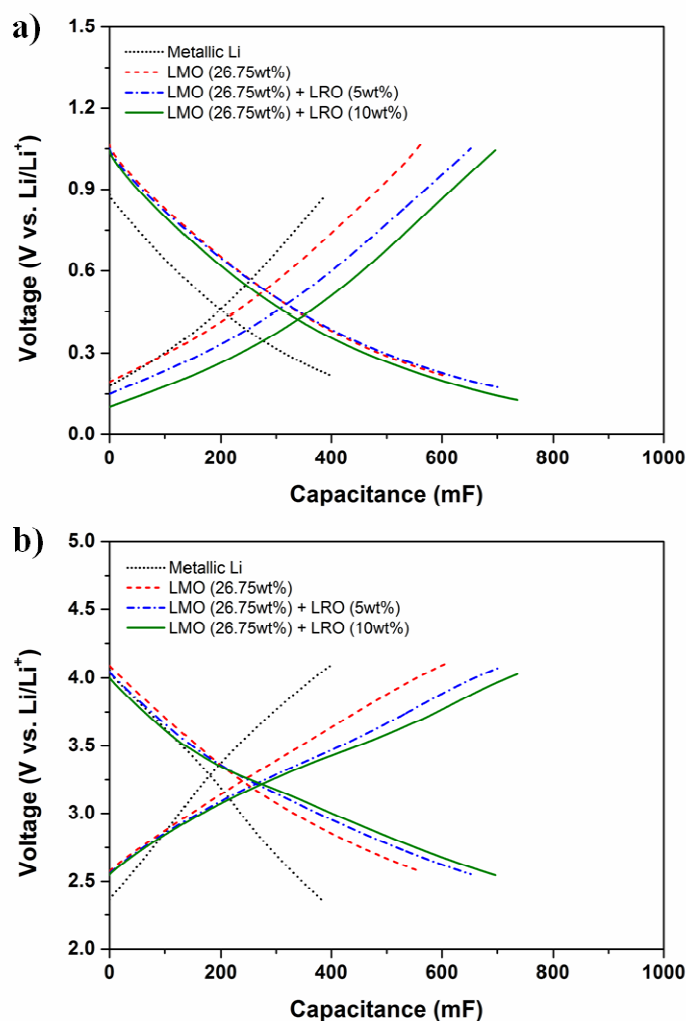 a)
1.5
1.2
0.9
0.6
0.3
0.0
Voltage (V vs. Li/Li⁺)
Metallic Li
LMO (26.75wt%)
LMO (26.75wt%) + LRO (5wt%)
LMO (26.75wt%) + LRO (10wt%)
0 200 400 600 800 1000
Capacitance (mF)
b)
5.0
4.5
4.0
3.5
3.0
2.5
2.0
Voltage (V vs. Li/Li⁺)
Metallic Li
LMO (26.75wt%)
LMO (26.75wt%) + LRO (5wt%)
LMO (26.75wt%) + LRO (10wt%)
0 200 400 600 800 1000
Capacitance (mF)